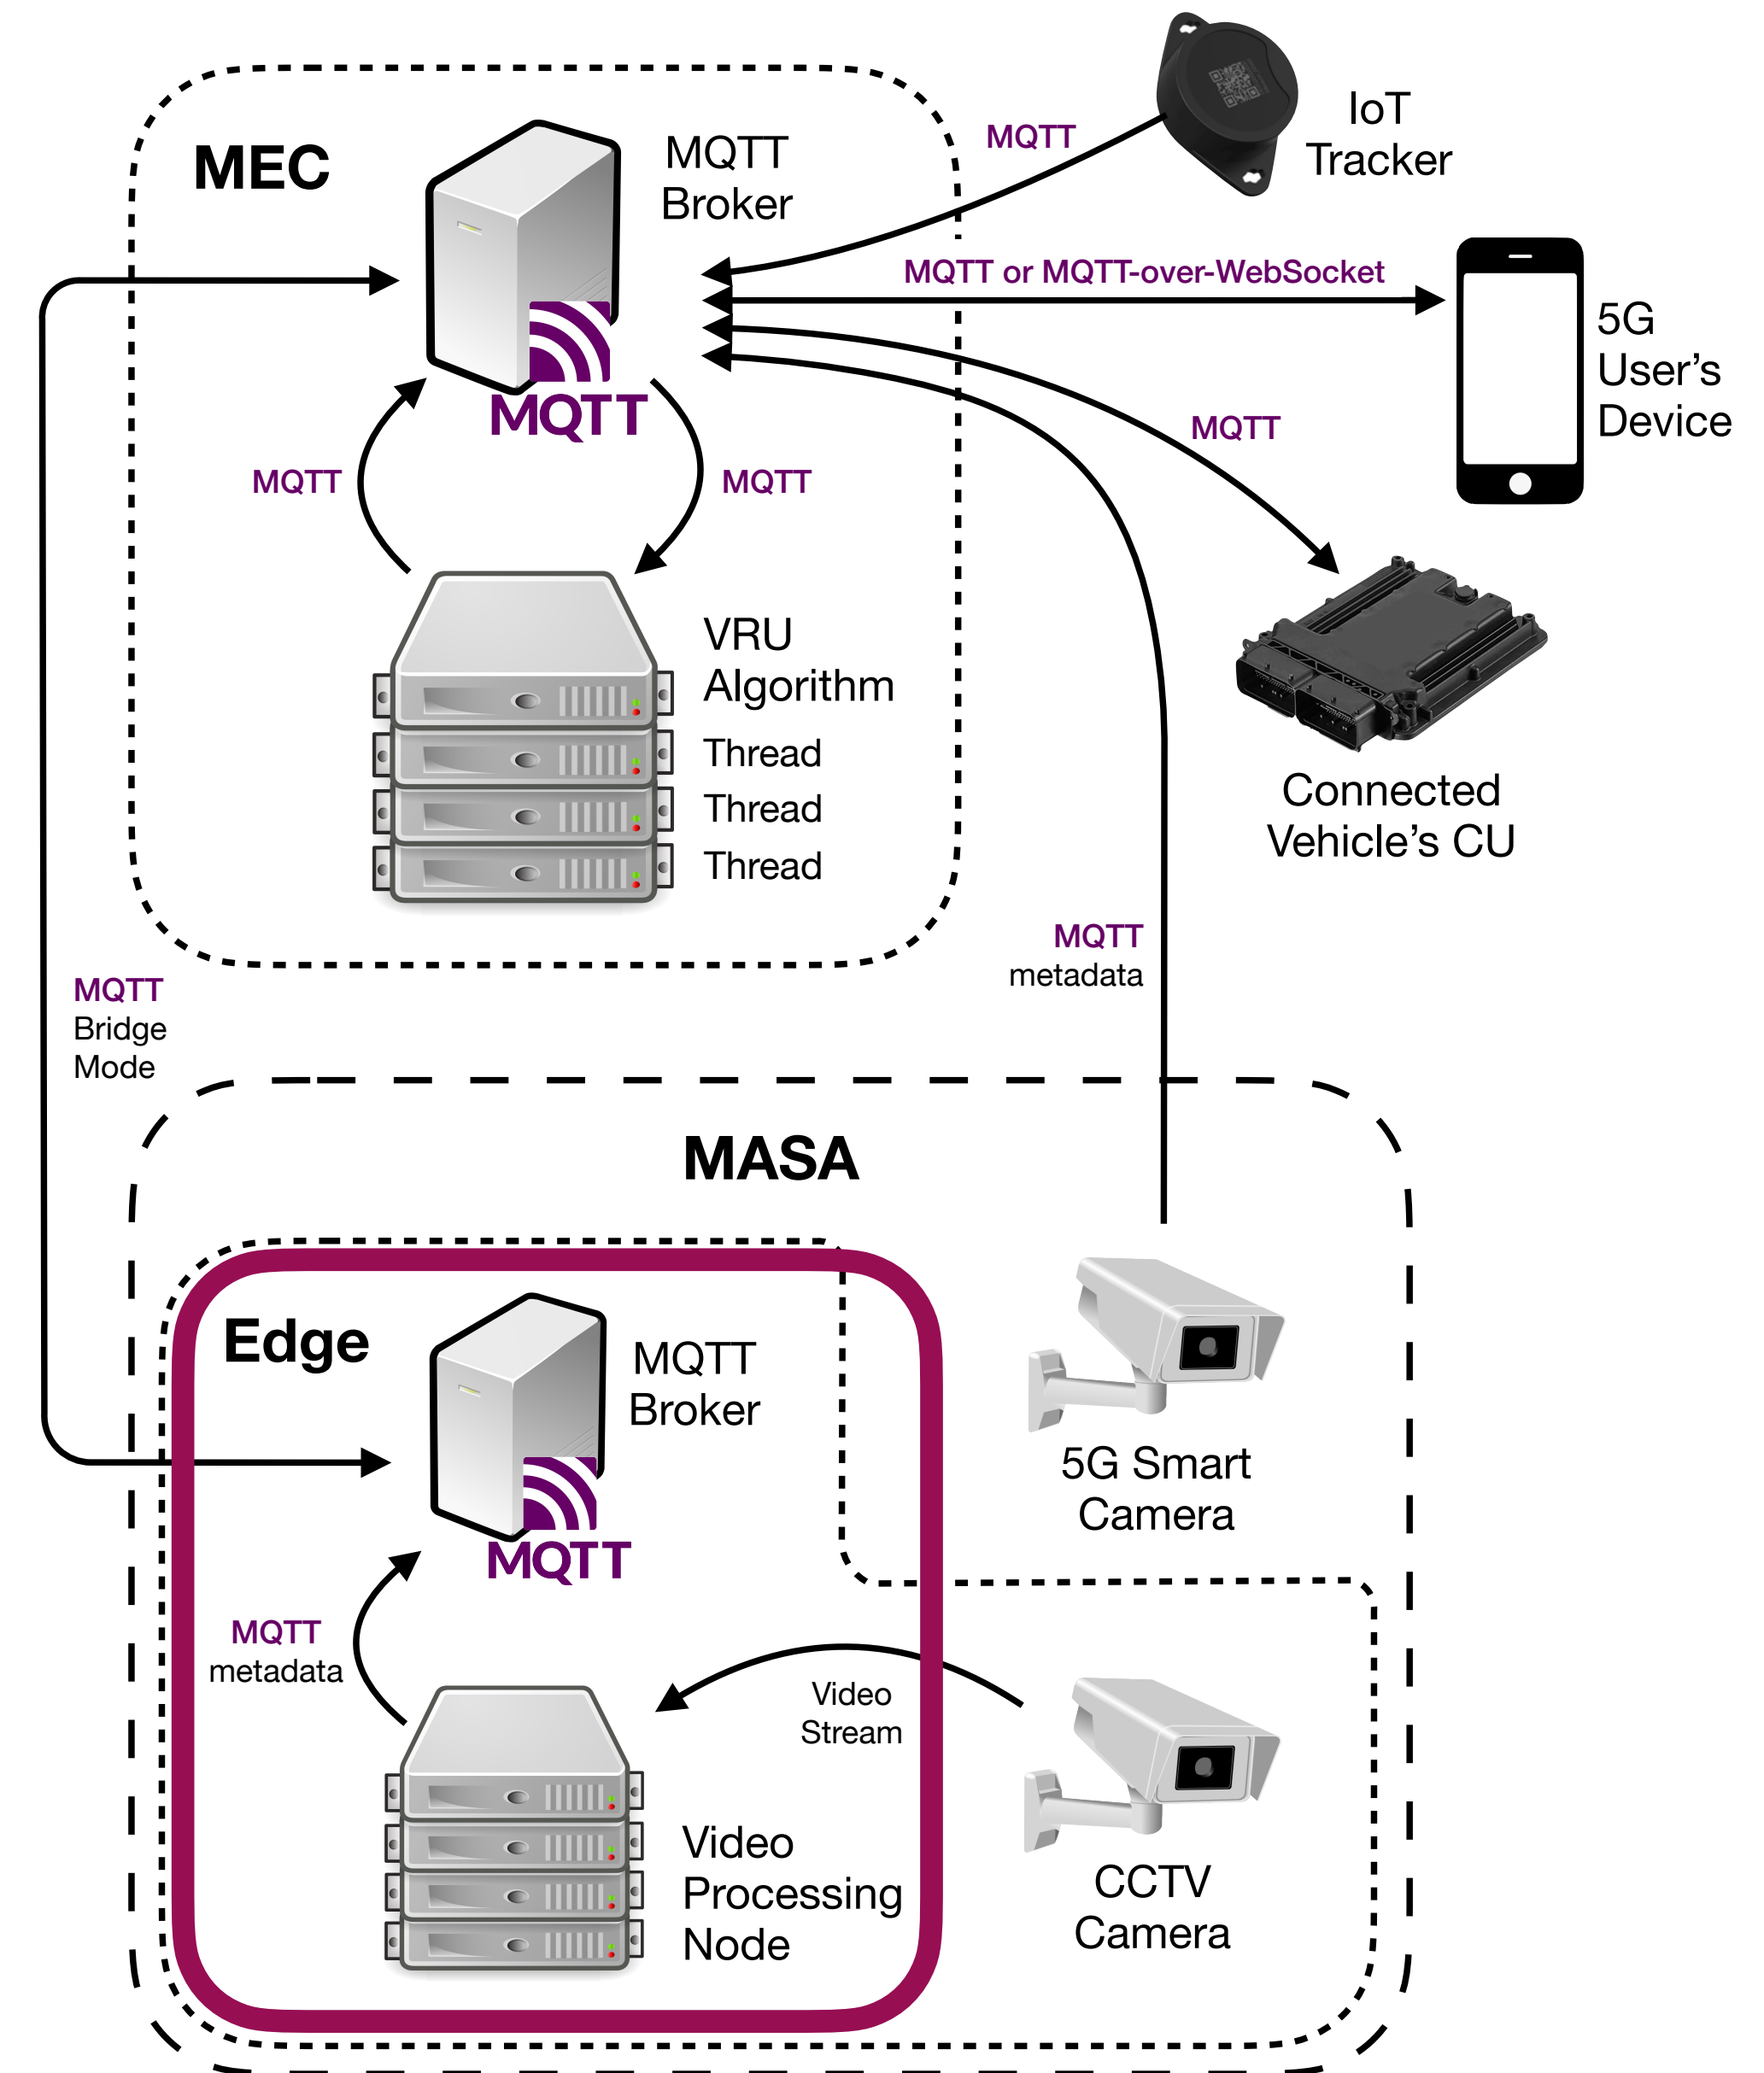 MEC
MQTT
Broker
MQTT
IoT
Tracker
MQTT or MQTT-over-WebSocket
5G
User's
Device
MQTT
MQTT
MQTT
MQTT
VRU
Algorithm
Thread
Thread
Thread
Connected
Vehicle's CU
MQTT
metadata
MQTT
Bridge
Mode
MASA
Edge
MQTT
Broker
MQTT
5G Smart
Camera
MQTT
metadata
Video
Stream
Video
Processing
Node
CCTV
Camera